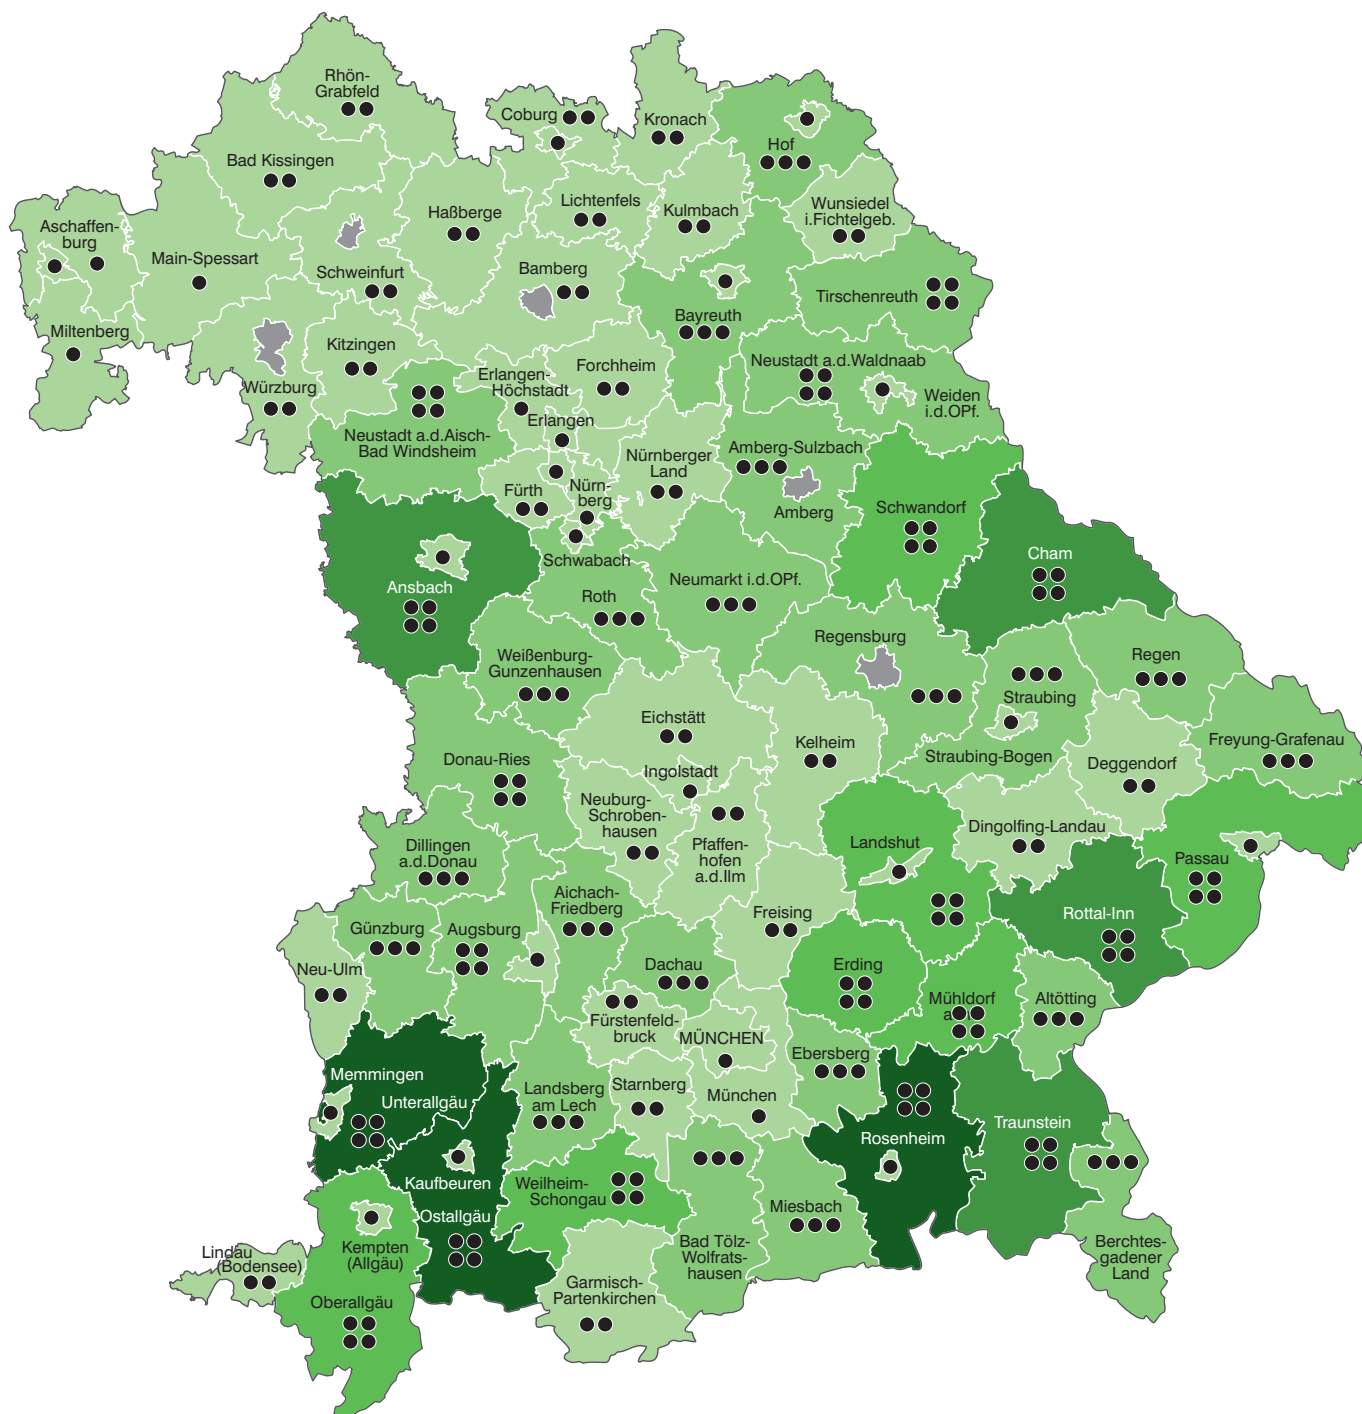 Rhön-
Grabfeld
Coburg
Kronach
Hof
Bad Kissingen
Lichtenfels
Haßberge
Kulmbach
Wunsiedel
i.Fichtelgeb.
Aschaffen-
burg
Main-Spessart
Schweinfurt
Bamberg
Tirschenreuth
Bayreuth
Miltenberg
Kitzingen
Neustadt a.d.Waldnaab
Forchheim
Erlangen-
Höchstadt
Würzburg
Weiden
i.d.OPf.
Erlangen
Neustadt a.d.Aisch-
Bad Windsheim
Amberg-Sulzbach
Nürnberger
Land
Fürth
Nürn-
berg
Amberg
Schwandorf
Cham
Schwabach
Ansbach
Neumarkt i.d.OPf.
Roth
Regensburg
Weißenburg-
Gunzenhausen
Regen
Straubing
Eichstätt
Kelheim
Freyung-Grafenau
Straubing-Bogen
Deggendorf
Donau-Ries
Ingolstadt
Neuburg-
Schroben-
hausen
Dingolfing-Landau
Dillingen
a.d.Donau
Pfaffen-
hofen
a.d.Ilm
Landshut
Passau
Aichach-
Friedberg
Freising
Rottal-Inn
Günzburg
Augsburg
Neu-Ulm
Dachau
Erding
Mühldorf
Altötting
Fürstenfeld-
bruck
MÜNCHEN
Ebersberg
Memmingen
Unterallgäu
Landsberg
am Lech
Starnberg
München
Traunstein
Rosenheim
Kaufbeuren
Weilheim-
Schongau
Ostallgäu
Miesbach
Lindau
(Bodensee)
Kempten
(Allgäu)
Bad Tölz-
Wolfrats-
hausen
Berchtes-
gadener
Land
Garmisch-
Partenkirchen
Oberallgäu